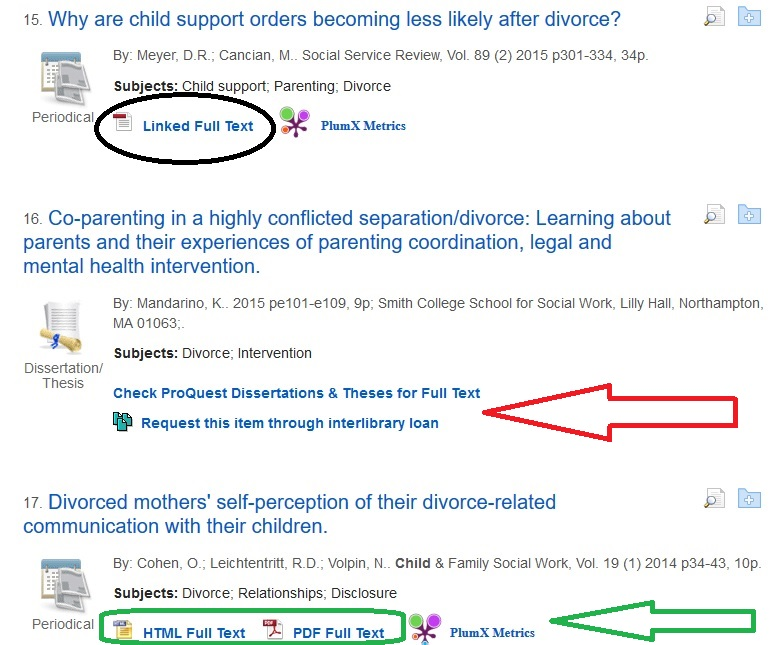 15. Why are child support orders becoming less likely after divorce?
By: Meyer, D.R.; Cancian, M.. Social Service Review, Vol. 89 (2) 2015 p301-334, 34p.
Subjects: Child support; Parenting; Divorce
Periodical
Linked Full Text PlumX Metrics
16. Co-parenting in a highly conflicted separation/divorce: Learning about
parents and their experiences of parenting coordination, legal and
mental health intervention.
By: Mandarino, K.. 2015 pe101-e109, 9p; Smith College School for Social Work, Lilly Hall, Northampton,
MA 01063;.
Subjects: Divorce; Intervention
Dissertation/
Thesis
Check ProQuest Dissertations & Theses for Full Text
Request this item through interlibrary loan
17. Divorced mothers' self-perception of their divorce-related
communication with their children.
By: Cohen, O.; Leichtentritt, R.D.; Volpin, N.. Child & Family Social Work, Vol. 19 (1) 2014 p34-43, 10p.
Subjects: Divorce; Relationships; Disclosure
Periodical
HTML Full Text PDF Full Text PlumX Metrics